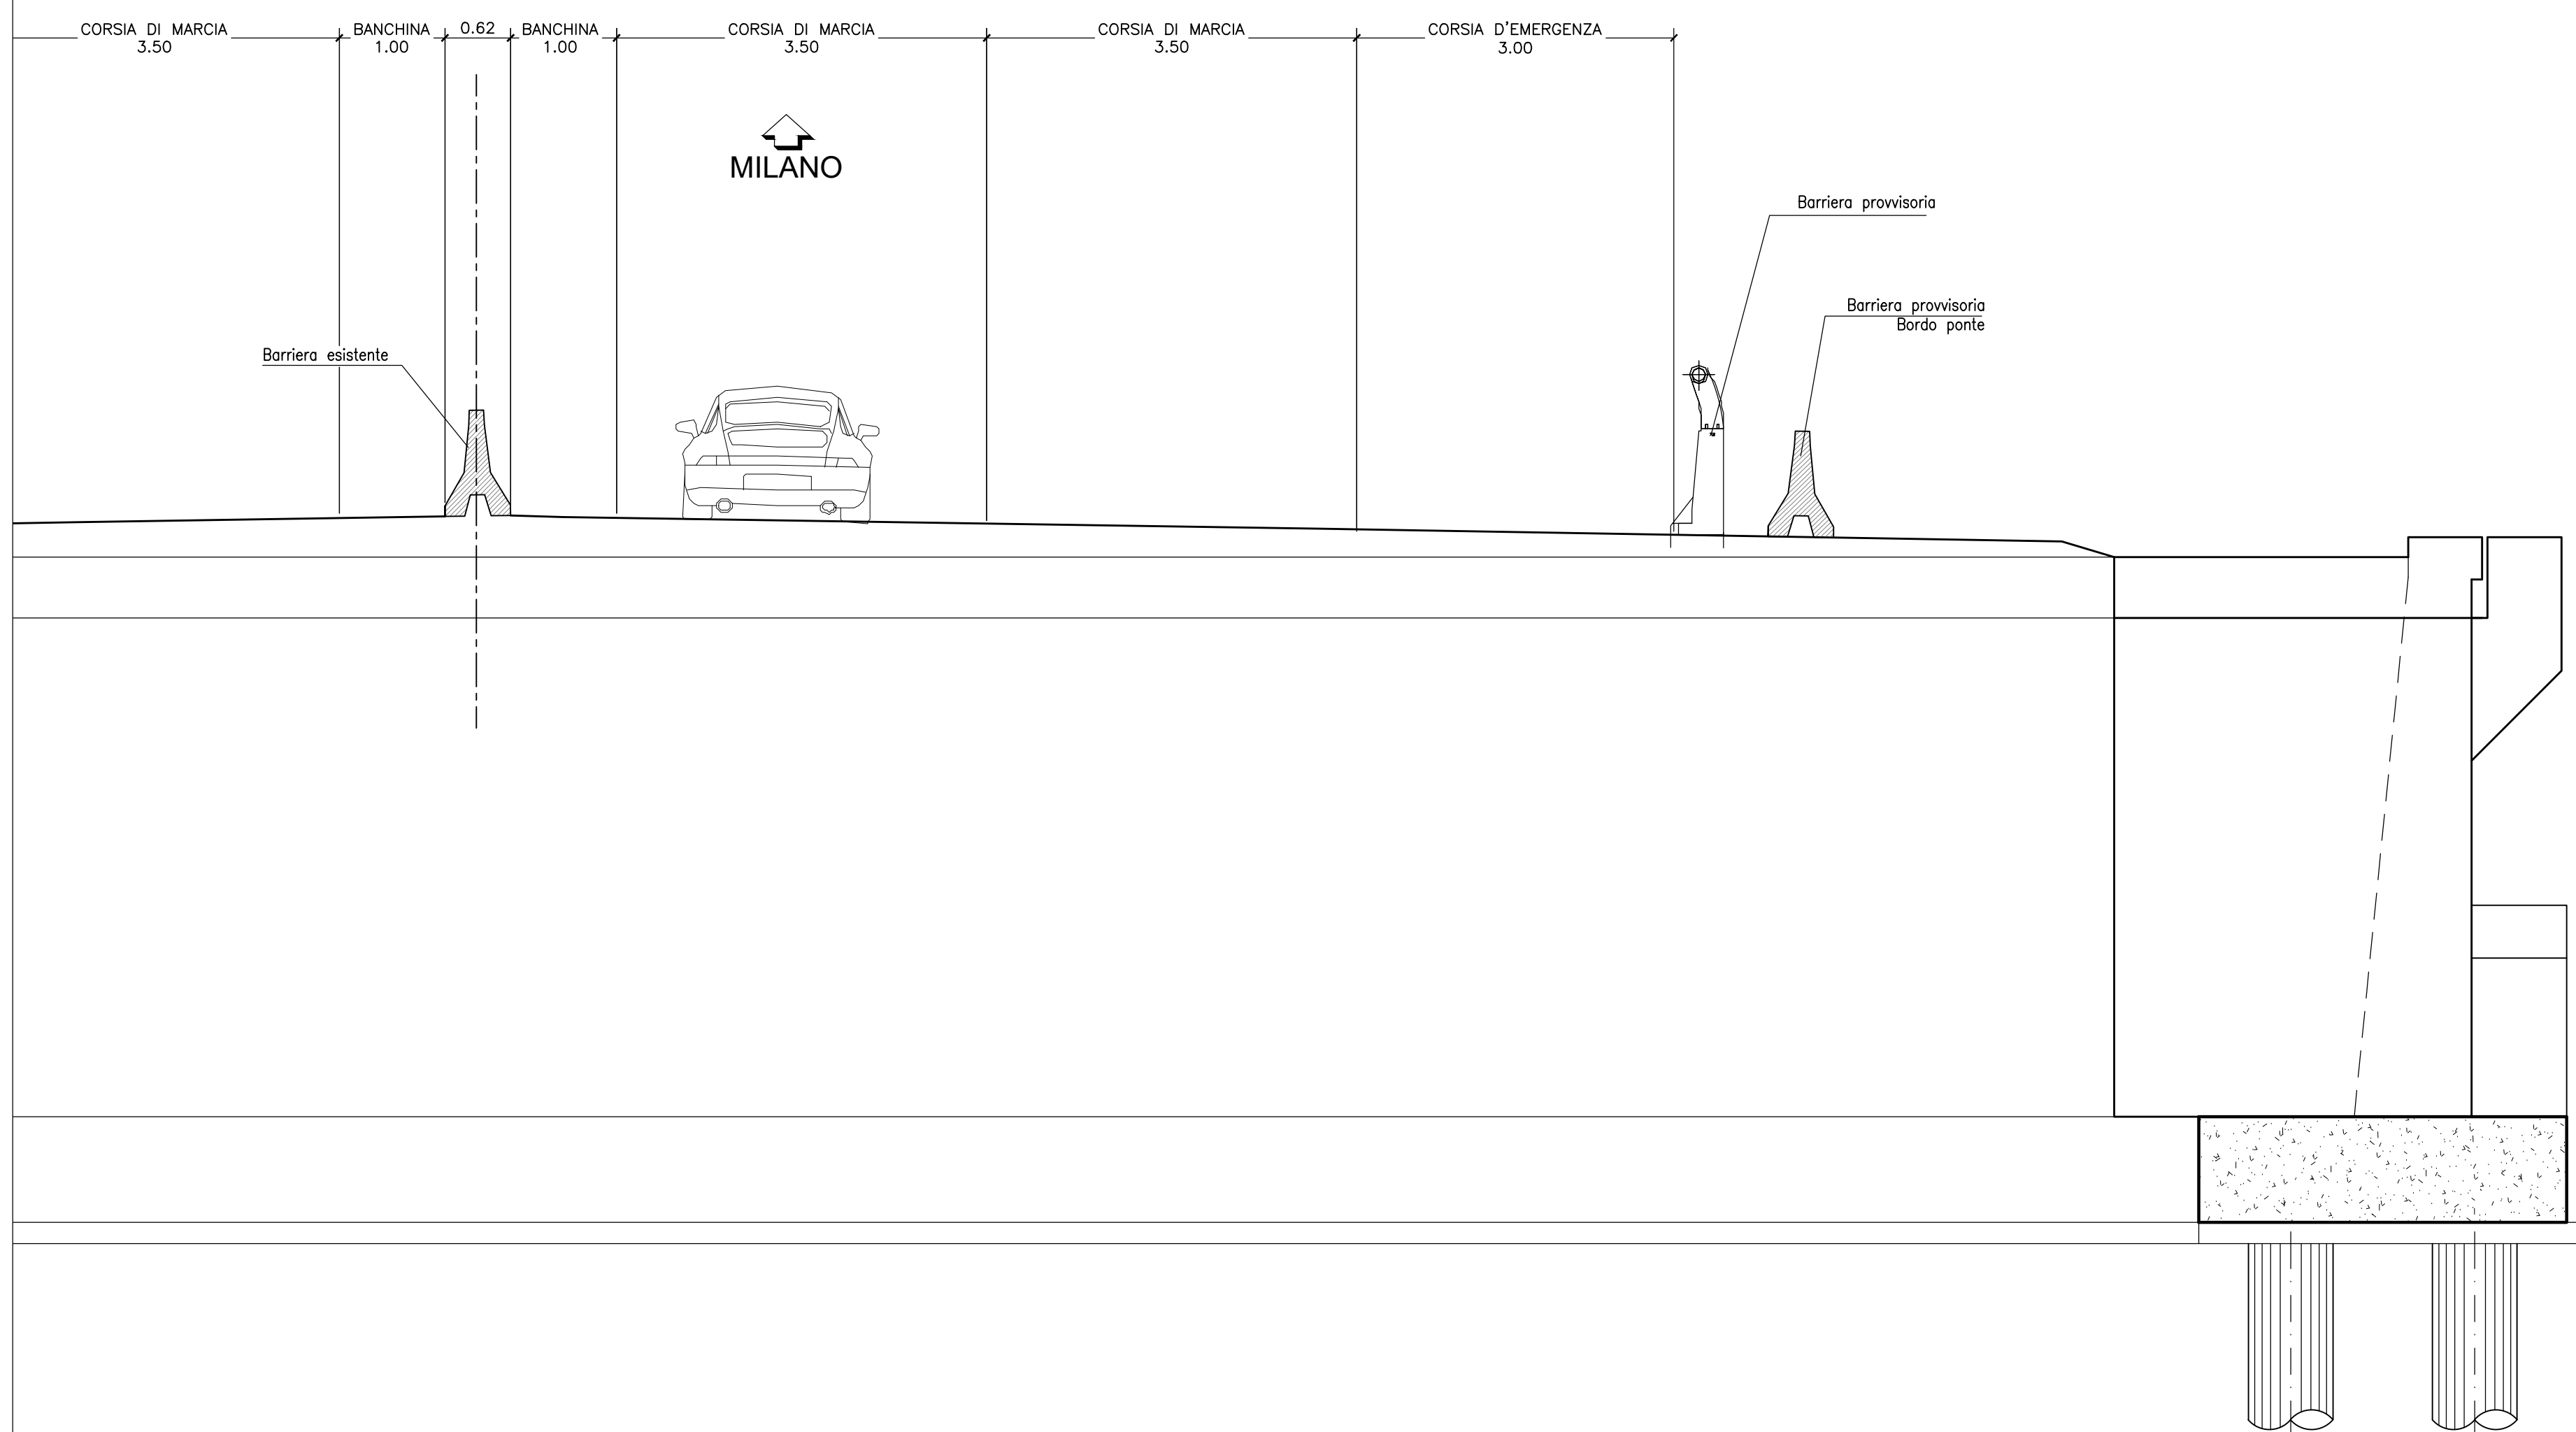 CORSIA DI MARCIA
3.50
BANCHINA
1.00
0.62
BANCHINA
1.00
CORSIA DI MARCIA
3.50
CORSIA DI MARCIA
3.50
CORSIA D'EMERGENZA
3.00
MILANO
Barriera provvisoria
Barriera provvisoria
Bordo ponte
Barriera esistente